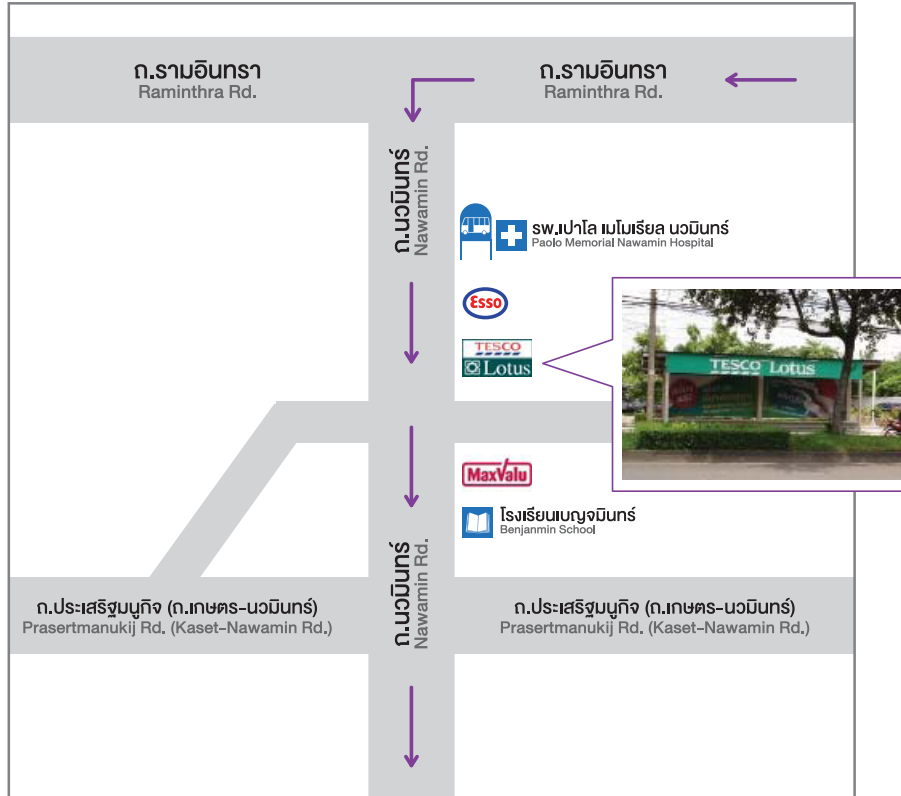 ถ.รามอินทรา
Raminthra Rd.
ถ.รามอินทรา
Raminthra Rd.
ถ.นวมินทร์
Nawamin Rd.
รพ.เปาโล เมโมเรียล นวมินทร์
Paolo Memorial Nawamin Hospital
Esso
TESCO
Lotus
TESCO Lotus
MaxValu
โรงเรียนเบญจมินทร์
Benjanmin School
ถ.นวมินทร์
Nawamin Rd.
ถ.ประเสริฐมนูกิจ (ถ.เกษตร-นวมินทร์)
Prasertmanukij Rd. (Kaset-Nawamin Rd.)
ถ.ประเสริฐมนูกิจ (ถ.เกษตร-นวมินทร์)
Prasertmanukij Rd. (Kaset-Nawamin Rd.)